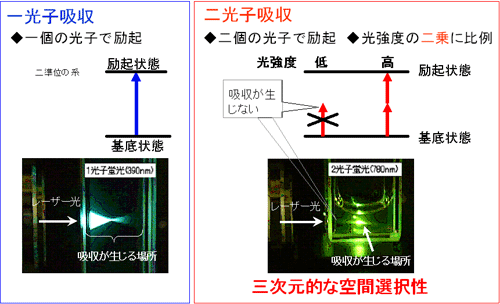 一光子吸収
◆一個の光子で励起
二準位の系
励起状態
基底状態
1光子蛍光(390nm)
レーザー光
吸収が生じる場所
二光子吸収
◆二個の光子で励起 ◆光強度の二乗に比例
光強度 低 高
励起状態
吸収が生
じない
基底状態
2光子蛍光(780nm)
レーザー光
吸収が生じる場所
三次元的な空間選択性